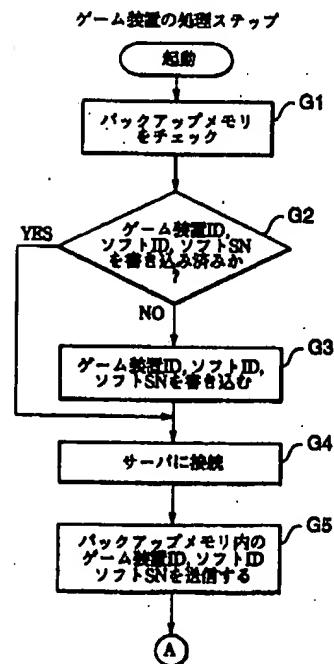 ゲーム装置の処理ステップ
起動
G1
バックアップメモリ
をチェック
G2
ゲーム装置ID,
ソフトID,ソフトSN
を書き込み済みか
?
YES
NO
G3
ゲーム装置ID,ソフトID,
ソフトSNを書き込む
G4
サーバに接続
G5
バックアップメモリ内の
ゲーム装置ID,ソフトID
ソフトSNを送信する
A